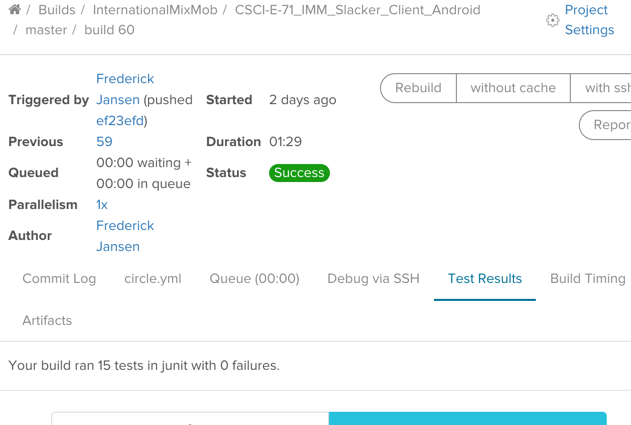 / Builds / InternationalMixMob / CSCI-E-71_IMM_Slacker_Client_Android
/ master / build 60
Project
Settings
Triggered by Frederick
Jansen (pushed
ef23efd)
Started 2 days ago
Rebuild without cache with ssh
Repor
Previous 59
Duration 01:29
Queued 00:00 waiting +
00:00 in queue
Status Success
Parallelism 1x
Author Frederick
Jansen
Commit Log circle.yml Queue (00:00) Debug via SSH Test Results Build Timing
Artifacts
Your build ran 15 tests in junit with 0 failures.